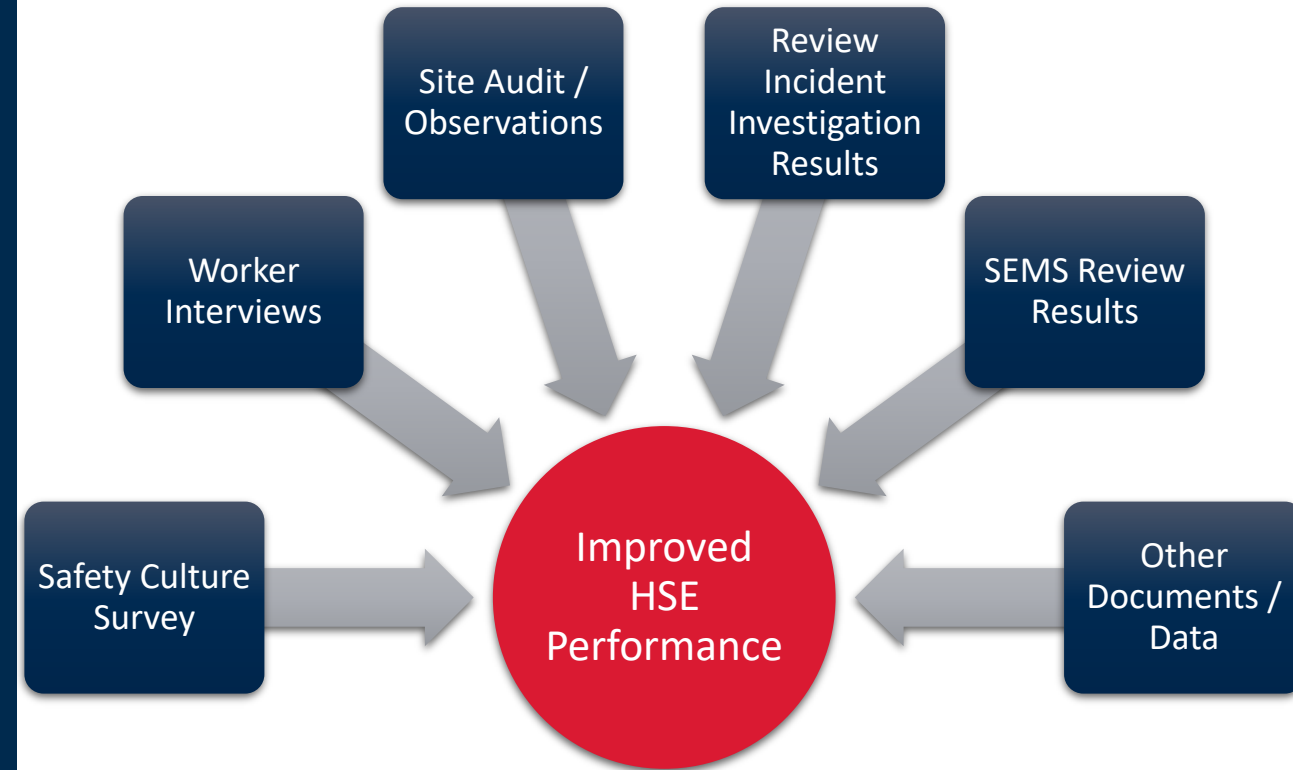 Safety Culture
Survey
Worker
Interviews
Site Audit /
Observations
Review
Incident
Investigation
Results
SEMS Review
Results
Other
Documents /
Data
Improved
HSE
Performance